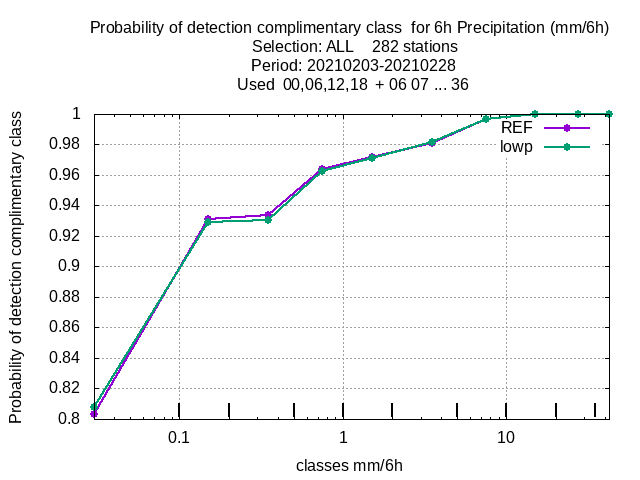 Probability of detection complimentary class  for 6h Precipitation (mm/6h)
Selection: ALL    282 stations
Period: 20210203-20210228
Used  00,06,12,18  + 06 07 ... 36
Probability of detection complimentary class
1
0.98
0.96
0.94
0.92
0.9
0.88
0.86
0.84
0.82
0.8
REF
lowp
0.1 1 10
classes mm/6h